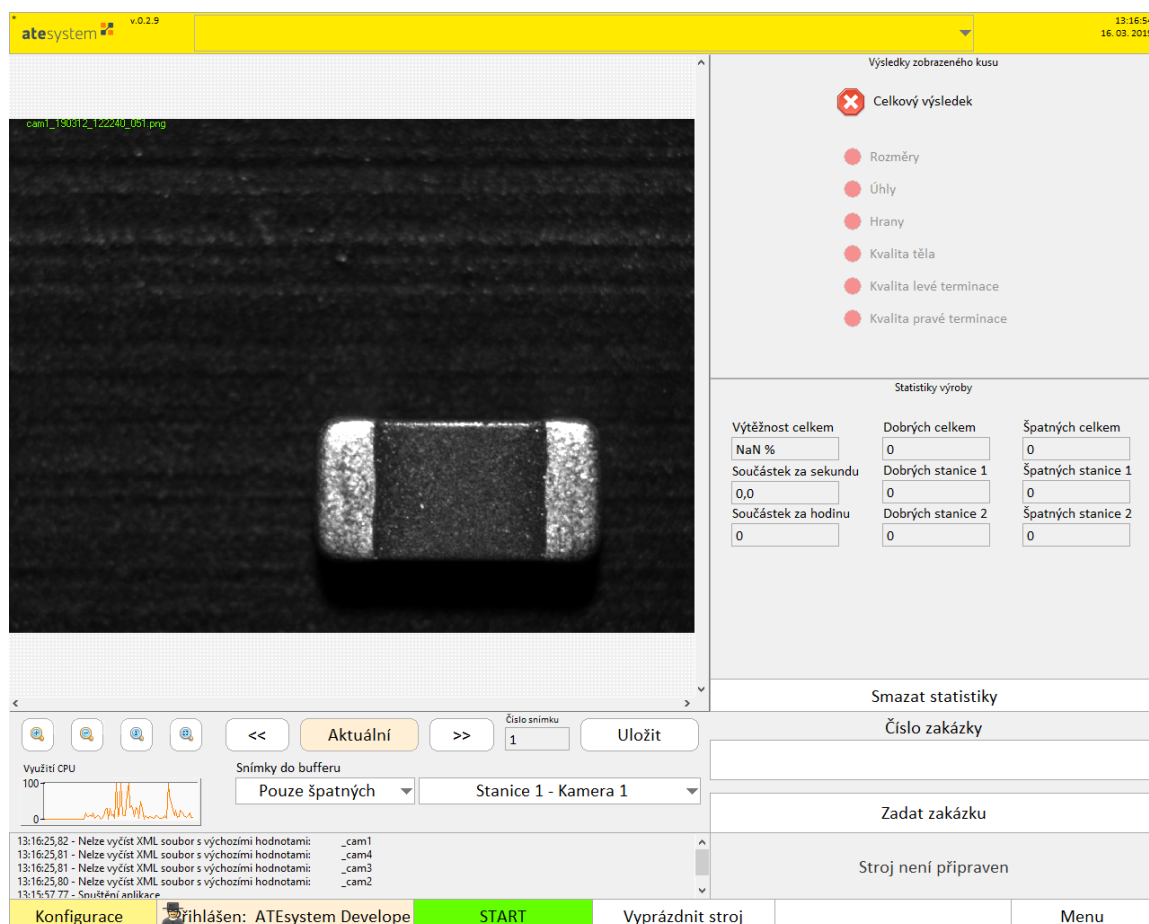 *
atesystem
v.0.2.9
13:16:54
16. 03. 2019
cam1_190312_122240_051.png
Výsledky zobrazeného kusu
Celkový výsledek
Rozměry
Úhly
Hrany
Kvalita těla
Kvalita levé terminace
Kvalita pravé terminace
Statistiky výroby
Výtěžnost celkem Dobrých celkem Špatných celkem
NaN % 0 0
Součástek za sekundu Dobrých stanice 1 Špatných stanice 1
0,0 0 0
Součástek za hodinu Dobrých stanice 2 Špatných stanice 2
0 0 0
Smazat statistiky
<< Aktuální >>
Číslo snímku
1
Uložit
Číslo zakázky
Využití CPU
100
0
Snímky do bufferu
Pouze špatných
Stanice 1 - Kamera 1
Zadat zakázku
13:16:25,82 - Nelze vyčíst XML soubor s výchozími hodnotami: _cam1
13:16:25,81 - Nelze vyčíst XML soubor s výchozími hodnotami: _cam4
13:16:25,81 - Nelze vyčíst XML soubor s výchozími hodnotami: _cam3
13:16:25,80 - Nelze vyčíst XML soubor s výchozími hodnotami: _cam2
13:15:57,77 - Spuštění aplikace
Stroj není připraven
Konfigurace
řihlášen: ATEsystem Develope
START
Vyprázdnit stroj
Menu